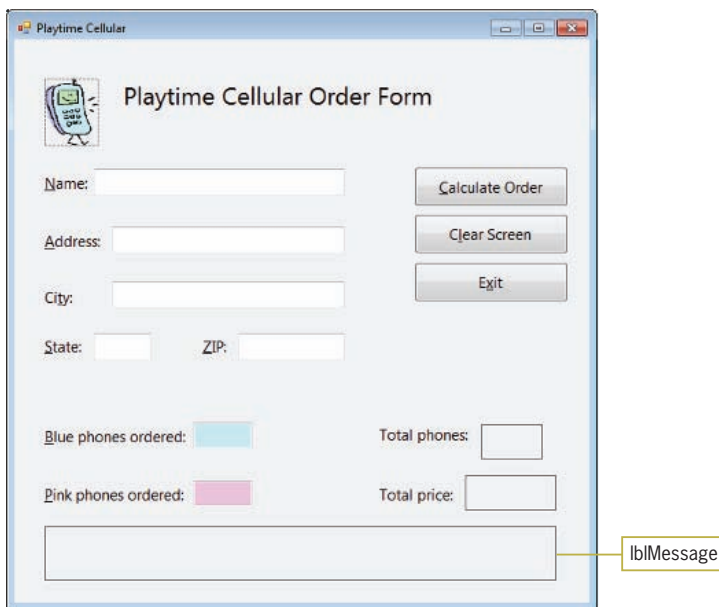 Playtime Cellular
Playtime Cellular Order Form
Name:
Calculate Order
Address:
Clear Screen
City:
Exit
State:
ZIP:
Blue phones ordered:
Total phones:
Pink phones ordered:
Total price:
lblMessage